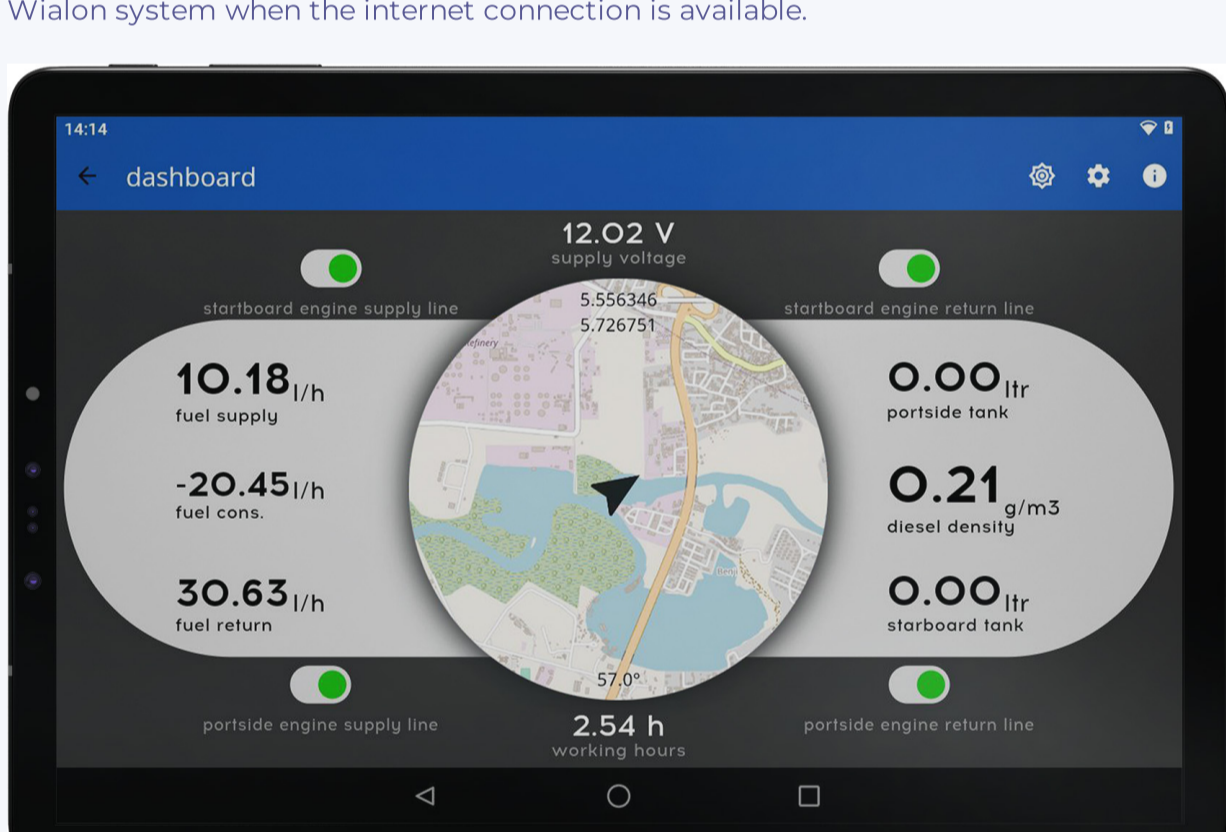 Wialon system when the internet connection is available.
14:14
dashboard
12.02 V
supply voltage
startboard engine supply line
startboard engine return line
5.556346
5.726751
efinery
10.18 l/h
fuel supply
-20.45 l/h
fuel cons.
30.63 l/h
fuel return
0.00 ltr
portside tank
0.21 g/m3
diesel density
0.00 ltr
starboard tank
57.0°
portside engine supply line
portside engine return line
2.54 h
working hours